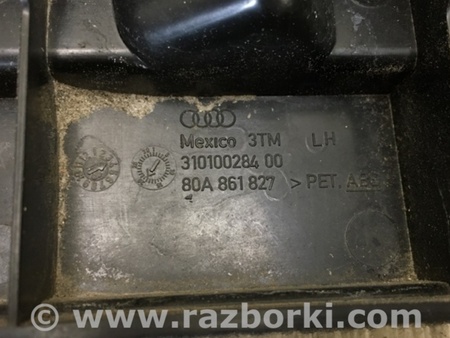 Mexico 3TM LH
310100284 00
80A 861 827 > PET.
www.razborki.com